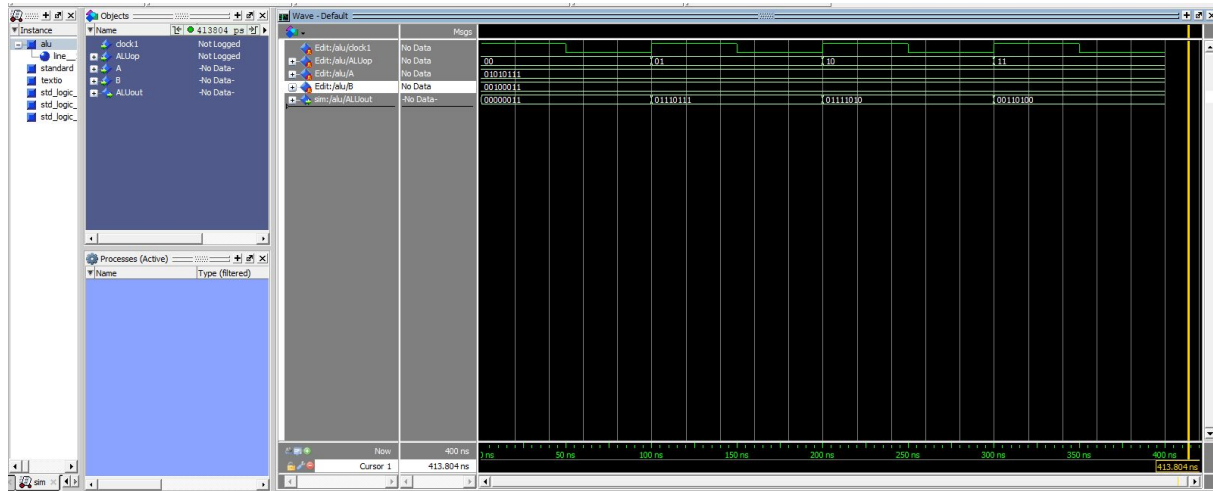 Instance
alu
line__
standard
textio
std_logic_
std_logic_
std_logic_
sim
Objects
Name
413804 ps
clock1 Not Logged
ALUop Not Logged
A -No Data-
B -No Data-
ALUout -No Data-
Processes (Active)
Name Type (filtered)
Wave - Default
Msgs
Edit:/alu/clock1 No Data
Edit:/alu/ALUop No Data 00 01 10 11
Edit:/alu/A No Data 01010111
Edit:/alu/B No Data 00100011
sim:/alu/ALUout -No Data- 00000011 01110111 01111010 00110100
Now 400 ns
ns 50 ns 100 ns 150 ns 200 ns 250 ns 300 ns 350 ns 400 ns
Cursor 1 413.804 ns 413.804 ns